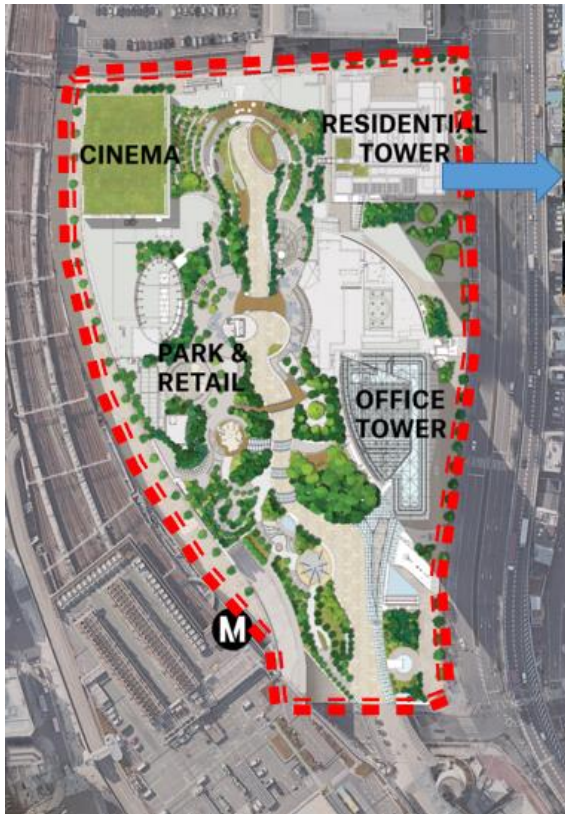 CINEMA
RESIDENTIAL
TOWER
PARK &
RETAIL
OFFICE
TOWER
M